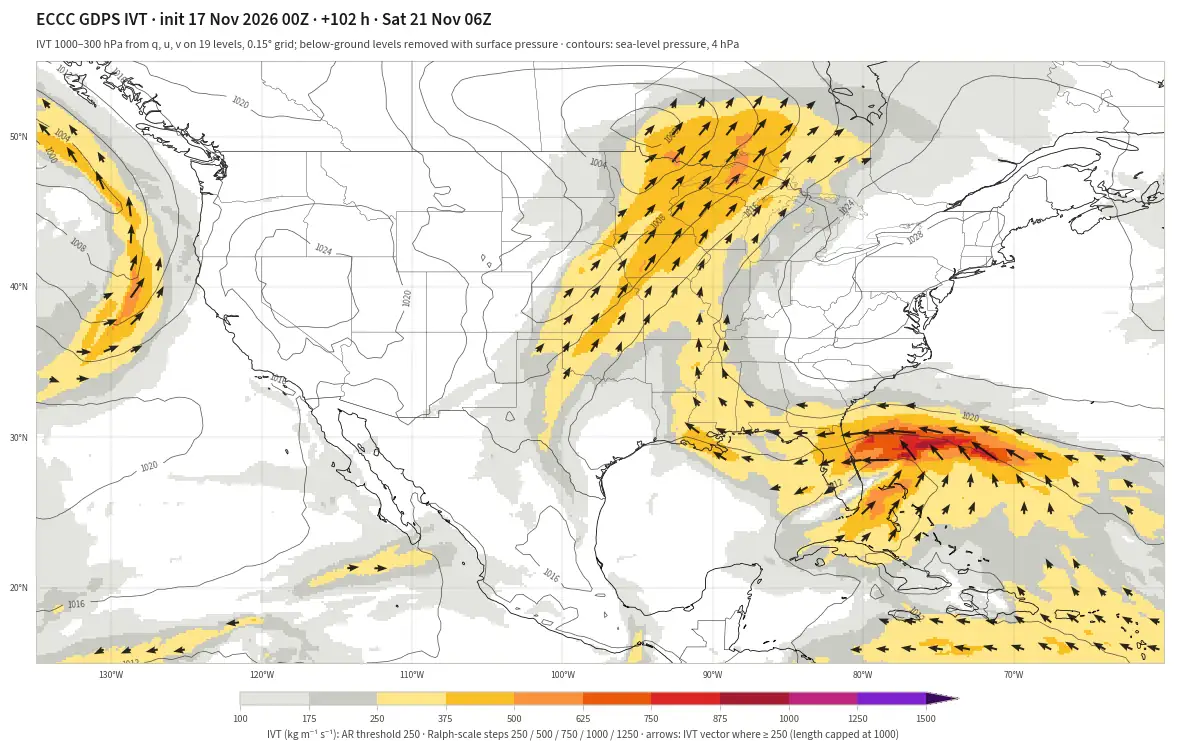 ECCC GDPS IVT · init 17 Nov 2026 00Z · +102 h · Sat 21 Nov 06Z
IVT 1000–300 hPa from q, u, v on 19 levels, 0.15° grid; below-ground levels removed with surface pressure · contours: sea-level pressure, 4 hPa
1020
50°N
1004
1004
1016
1008
1024
1028
1008
1024
40°N
1020
1016
1020
30°N
1020
1012
1016
20°N
1016
130°W 120°W 110°W 100°W 90°W 80°W 70°W
100 175 250 375 500 625 750 875 1000 1250 1500
IVT (kg m⁻¹ s⁻¹): AR threshold 250 · Ralph-scale steps 250 / 500 / 750 / 1000 / 1250 · arrows: IVT vector where ≥ 250 (length capped at 1000)